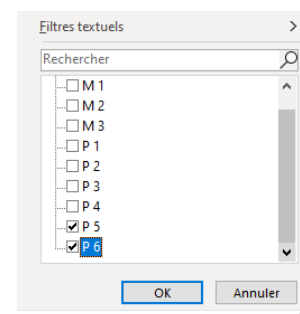 Filtres textuels
Rechercher
M 1
M 2
M 3
P 1
P 2
P 3
P 4
P 5
P 6
OK Annuler